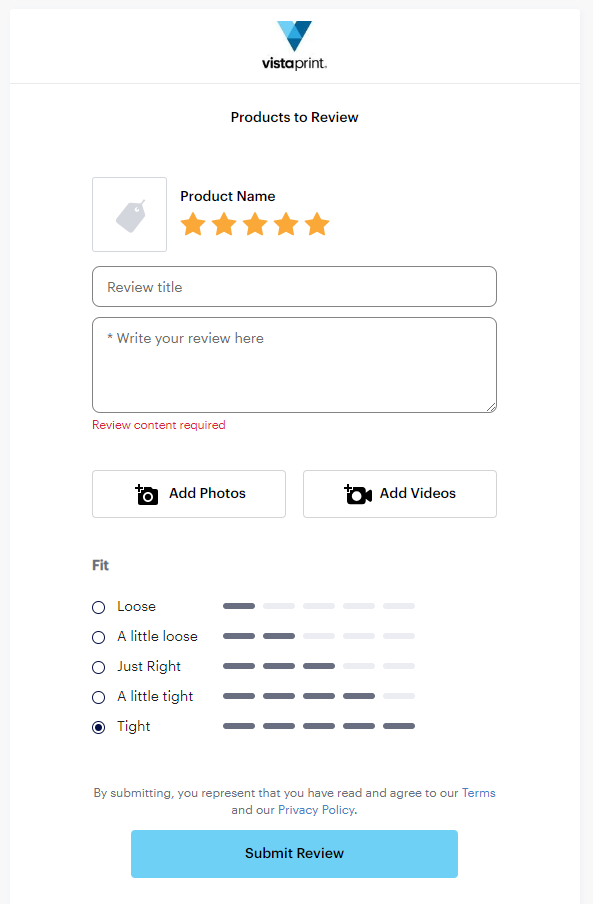 vistaprint.
Products to Review
Product Name
Review title
* Write your review here
Review content required
Add Photos
Add Videos
Fit
Loose
A little loose
Just Right
A little tight
Tight
By submitting, you represent that you have read and agree to our Terms
and our Privacy Policy.
Submit Review